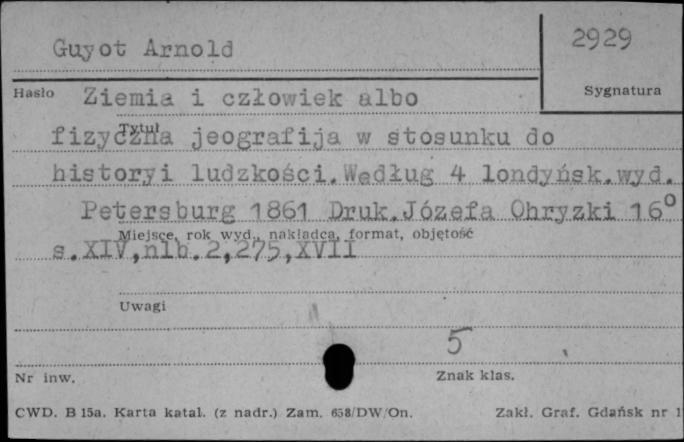 Guyot Arnold
2929
Hasło
Sygnatura
Ziemia i człowiek albo
Tytuł
fizyczna jeografija w stosunku do
historyi ludzkości.Według 4 londyńsk.wyd.
Petersburg 1861 Druk.Józefa Ohryzki 16°
Miejsce, rok wyd., nakładca, format, objętość
s.XIV,nlb.2,275,XVII
Uwagi
5
Nr inw.
Znak klas.
CWD. B 15a. Karta katal. (z nadr.) Zam. 658/DW/On.
Zakł. Graf. Gdańsk nr 1